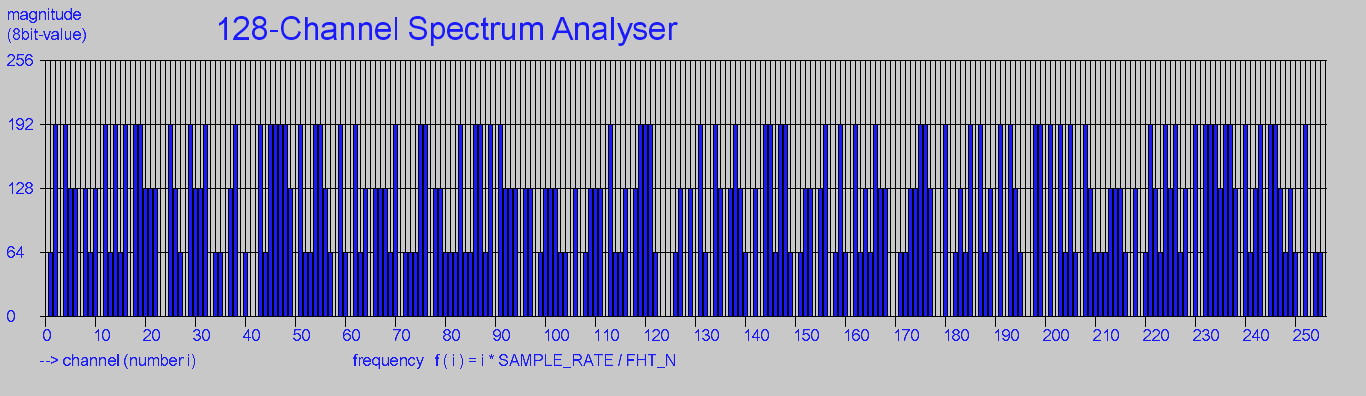 magnitude
(8bit-value)
128-Channel Spectrum Analyser
256
192
128
64
0
0 10 20 30 40 50 60 70 80 90 100 110 120 130 140 150 160 170 180 190 200 210 220 230 240 250
--> channel (number i)
frequency f ( i ) = i * SAMPLE_RATE / FHT_N